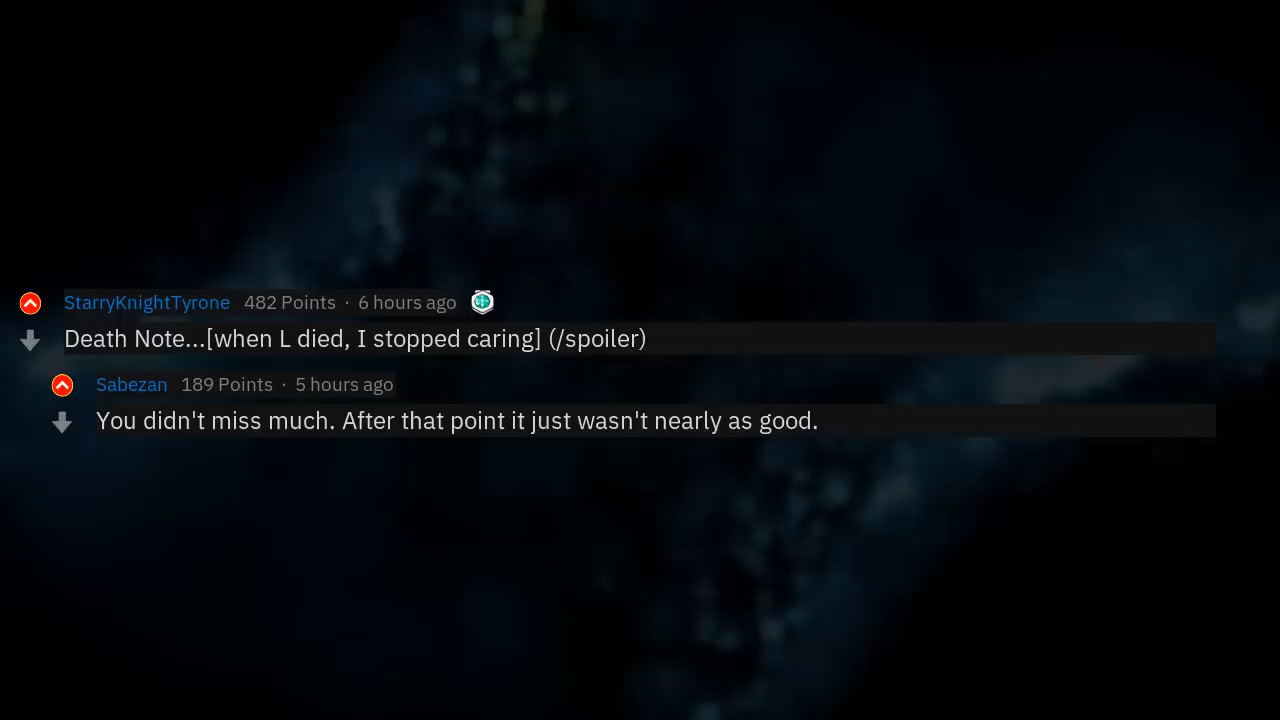 StarryKnightTyrone 482 Points · 6 hours ago
Death Note...[when L died, I stopped caring] (/spoiler)
Sabezan 189 Points · 5 hours ago
You didn't miss much. After that point it just wasn't nearly as good.